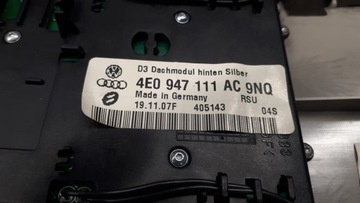 D3 Dachmodul hinten Silber
4E0 947 111 AC 9NQ
Made in Germany RSU
19.11.07F 405143 04S